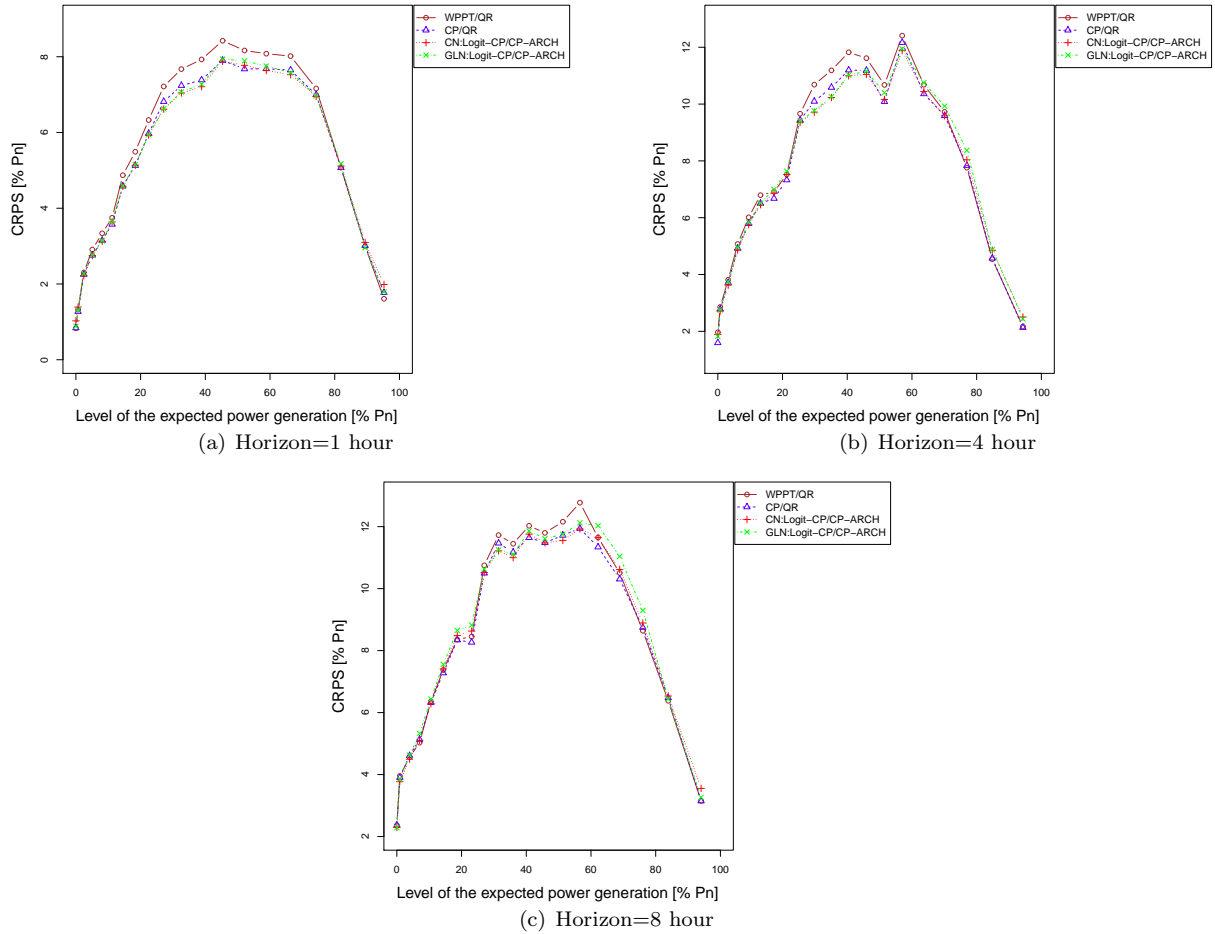 WPPT/QR
CP/QR
CN:Logit−CP/CP−ARCH
GLN:Logit−CP/CP−ARCH
CRPS [% Pn]
0
2
4
6
8
0 20 40 60 80 100
Level of the expected power generation [% Pn]
(a) Horizon=1 hour
WPPT/QR
CP/QR
CN:Logit−CP/CP−ARCH
GLN:Logit−CP/CP−ARCH
CRPS [% Pn]
2
4
6
8
10
12
0 20 40 60 80 100
Level of the expected power generation [% Pn]
(b) Horizon=4 hour
WPPT/QR
CP/QR
CN:Logit−CP/CP−ARCH
GLN:Logit−CP/CP−ARCH
CRPS [% Pn]
2
4
6
8
10
12
0 20 40 60 80 100
Level of the expected power generation [% Pn]
(c) Horizon=8 hour